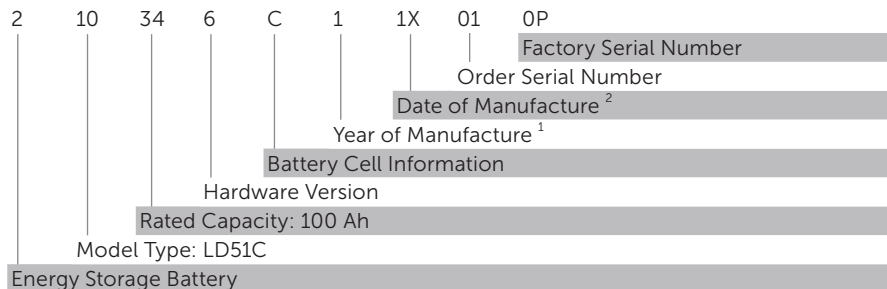 2 10 34 6 C 1 1X 01 0P
Factory Serial Number
Order Serial Number
Date of Manufacture 2
Year of Manufacture 1
Battery Cell Information
Hardware Version
Rated Capacity: 100 Ah
Model Type: LD51C
Energy Storage Battery